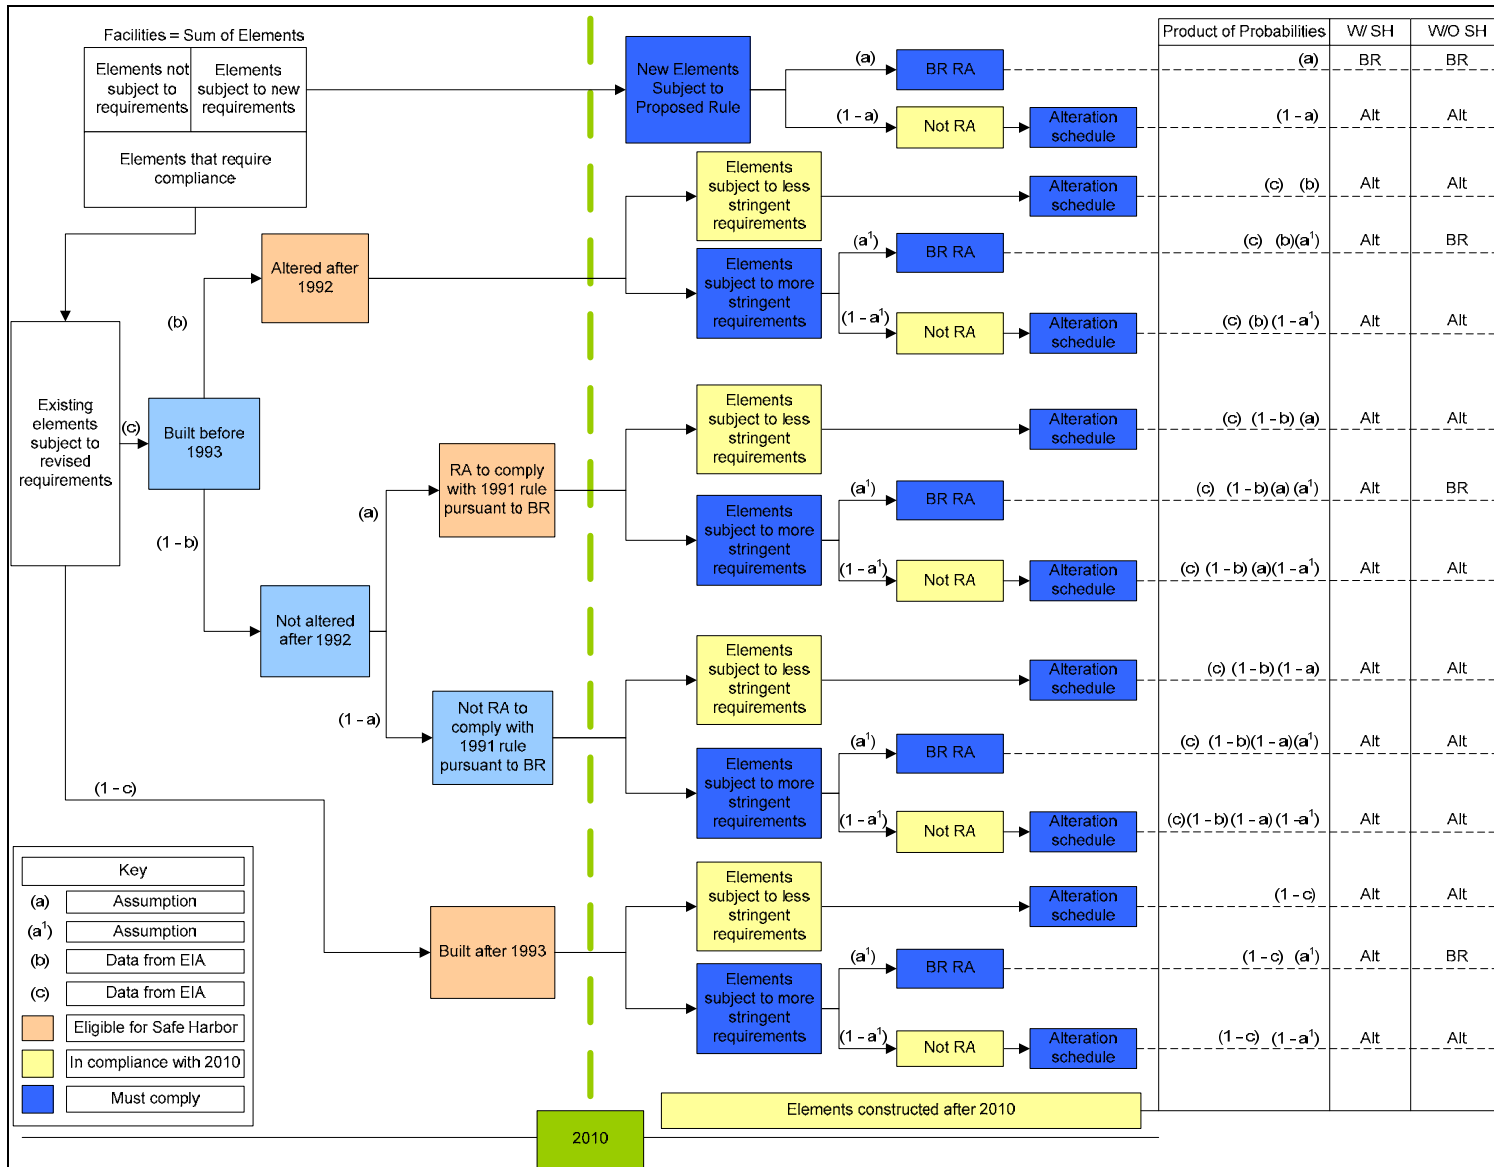 Facilities = Sum of Elements
Elements not
subject to
requirements
Elements
subject to new
requirements
Elements that require
compliance
Existing
elements
subject to
revised
requirements
(c)
Built before
1993
(b)
Altered after
1992
(1 - b)
Not altered
after 1992
(a)
RA to comply
with 1991 rule
pursuant to BR
(1 - a)
Not RA to
comply with
1991 rule
pursuant to BR
(1 - c)
Built after 1993
New Elements
Subject to
Proposed Rule
(a)
BR RA
(1 - a)
Not RA
Alteration
schedule
Elements
subject to less
stringent
requirements
Alteration
schedule
Elements
subject to more
stringent
requirements
(a¹)
BR RA
(1 - a¹)
Not RA
Alteration
schedule
Elements
subject to less
stringent
requirements
Alteration
schedule
Elements
subject to more
stringent
requirements
(a¹)
BR RA
(1 - a¹)
Not RA
Alteration
schedule
Elements
subject to less
stringent
requirements
Alteration
schedule
Elements
subject to more
stringent
requirements
(a¹)
BR RA
(1 - a¹)
Not RA
Alteration
schedule
Elements
subject to less
stringent
requirements
Alteration
schedule
Elements
subject to more
stringent
requirements
(a¹)
BR RA
(1 - a¹)
Not RA
Alteration
schedule
Product of Probabilities W/ SH W/O SH
(a) BR BR
(1 - a) Alt Alt
(c) (b) Alt Alt
(c) (b)(a¹) Alt BR
(c) (b) (1 - a¹) Alt Alt
(c) (1 - b) (a) Alt Alt
(c) (1 - b)(a) (a¹) Alt BR
(c) (1 - b) (a)(1 - a¹) Alt Alt
(c) (1 - b) (1 - a) Alt Alt
(c) (1 - b)(1 - a)(a¹) Alt Alt
(c)(1 - b)(1 - a) (1 - a¹) Alt Alt
(1 - c) Alt Alt
(1 - c) (a¹) Alt BR
(1 - c) (1 - a¹) Alt Alt
Key
(a) Assumption
(a¹) Assumption
(b) Data from EIA
(c) Data from EIA
Eligible for Safe Harbor
In compliance with 2010
Must comply
Elements constructed after 2010
2010